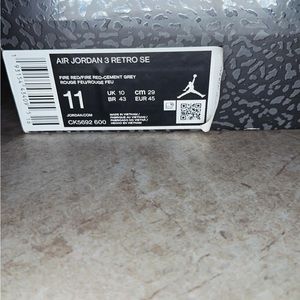 AIR JORDAN 3 RETRO SE
FIRE RED/FIRE RED-CEMENT GREY
ROUGE FEU/ROUGE FEU
11
UK 10
cm 29
BR 43
EUR 45
JORDAN.COM
CK5692 600
MADE IN VIETNAM